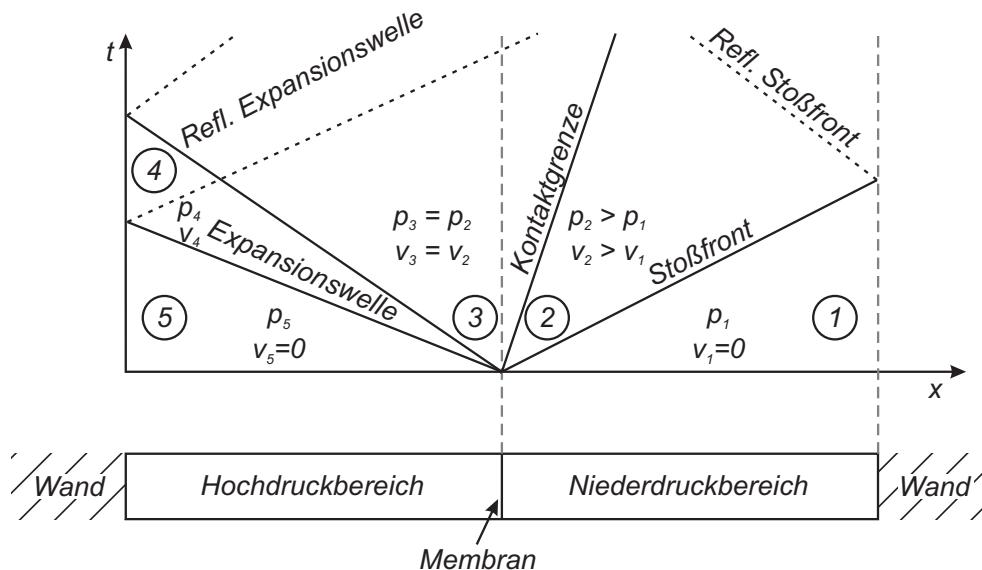 t
Refl. Expansionswelle
Refl. Stoßfront
Kontaktgrenze
4
p4
v4
Expansionswelle
p3 = p2
v3 = v2
p2 > p1
v2 > v1
Stoßfront
5
p5
v5=0
3
2
p1
v1=0
1
x
Wand
Hochdruckbereich
Niederdruckbereich
Wand
Membran